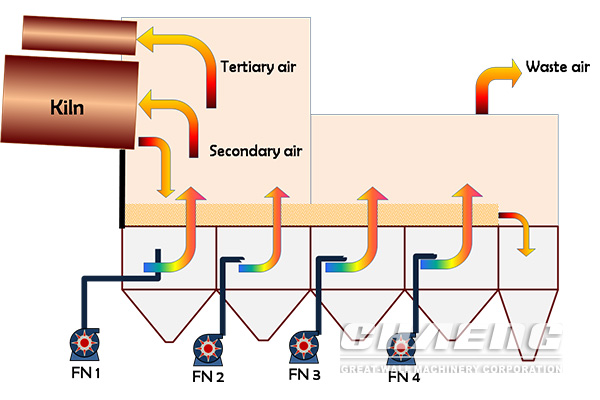 Tertiary air
Waste air
Kiln
Secondary air
FN 1
FN 2
FN 3
FN 4
CHAENG
GREAT WALL MACHINERY CORPORATION